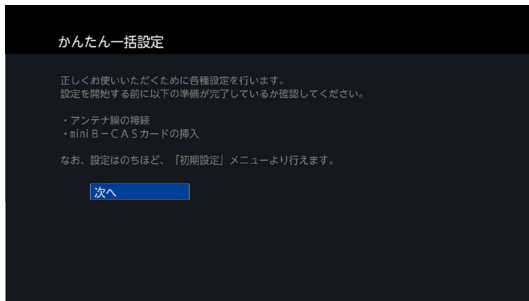 かんたん一括設定
正しくお使いいただくために各種設定を行います。
設定を開始する前に以下の準備が完了しているか確認してください。
・アンテナ線の接続
・miniB－CASカードの挿入
なお、設定はのちほど、「初期設定」メニューより行えます。
次へ